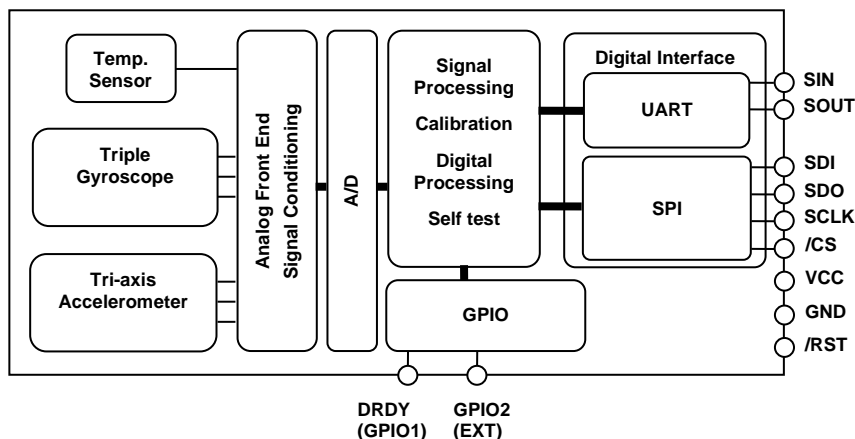 Temp.
Sensor
Triple
Gyroscope
Tri-axis
Accelerometer
Analog Front End
Signal Conditioning
A/D
Signal
Processing
Calibration
Digital
Processing
Self test
GPIO
Digital Interface
UART
SPI
SIN
SOUT
SDI
SDO
SCLK
/CS
VCC
GND
/RST
DRDY
(GPIO1)
GPIO2
(EXT)